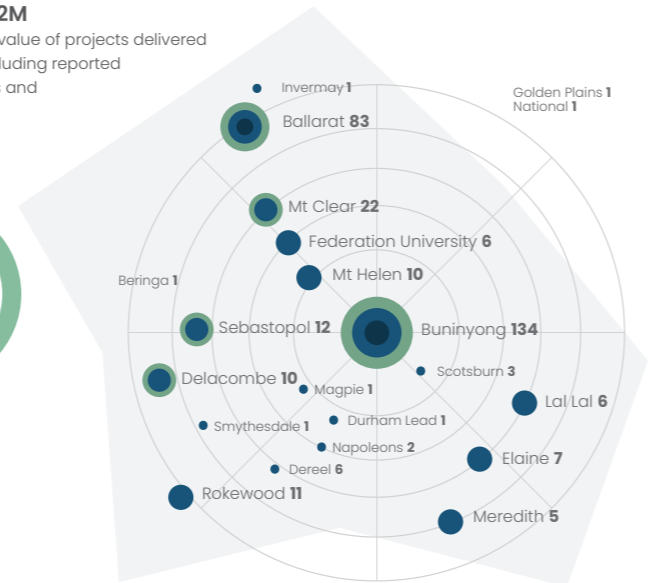 2M
value of projects delivered
luding reported
s and
Invermay 1
Golden Plains 1
National 1
Ballarat 83
Mt Clear 22
Federation University 6
Mt Helen 10
Beringa 1
Sebastopol 12
Buninyong 134
Scotsburn 3
Delacombe 10
Magpie 1
Lal Lal 6
Smythesdale 1
Durham Lead 1
Napoleons 2
Elaine 7
Dereel 6
Rokewood 11
Meredith 5